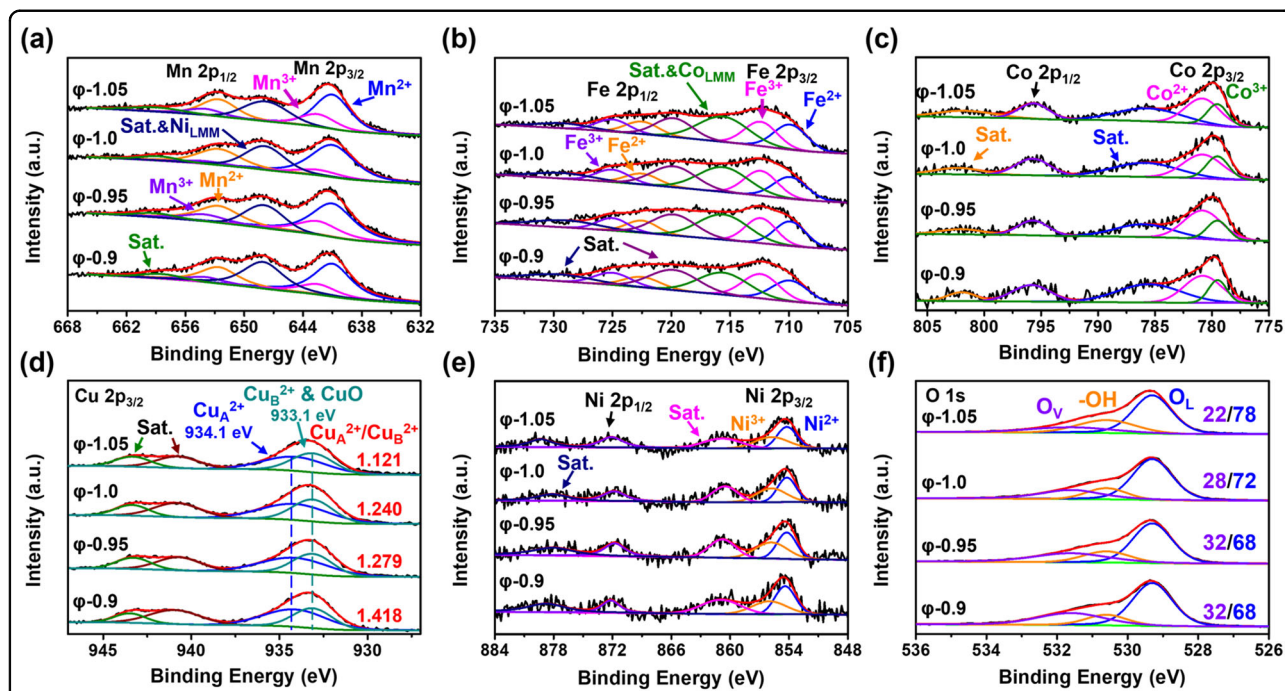 (a)
Mn 2p1/2
Mn 2p3/2
Mn3+
Mn2+
φ-1.05
Sat.&NiLMM
φ-1.0
Mn3+
Mn2+
φ-0.95
Sat.
φ-0.9
Intensity (a.u.)
668 662 656 650 644 638 632
Binding Energy (eV)
(b)
Sat.&CoLMM
Fe 2p1/2
Fe3+
Fe 2p3/2
Fe2+
φ-1.05
Fe3+
Fe2+
φ-1.0
φ-0.95
Sat.
φ-0.9
Intensity (a.u.)
735 730 725 720 715 710 705
Binding Energy (eV)
(c)
Co 2p1/2
Co 2p3/2
Co2+
Co3+
φ-1.05
Sat.
Sat.
φ-1.0
φ-0.95
φ-0.9
Intensity (a.u.)
805 800 795 790 785 780 775
Binding Energy (eV)
(d)
Cu 2p3/2
CuB2+ & CuO
933.1 eV
CuA2+
934.1 eV
Sat.
CuA2+/CuB2+
φ-1.05
1.121
φ-1.0
1.240
φ-0.95
1.279
φ-0.9
1.418
Intensity (a.u.)
945 940 935 930
Binding Energy (eV)
(e)
Ni 2p1/2
Ni 2p3/2
Sat.
Ni3+
Ni2+
φ-1.05
Sat.
φ-1.0
φ-0.95
φ-0.9
Intensity (a.u.)
884 878 872 866 860 854 848
Binding Energy (eV)
(f)
O 1s
OV
-OH
OL
φ-1.05
22/78
φ-1.0
28/72
φ-0.95
32/68
φ-0.9
32/68
Intensity (a.u.)
536 534 532 530 528 526
Binding Energy (eV)